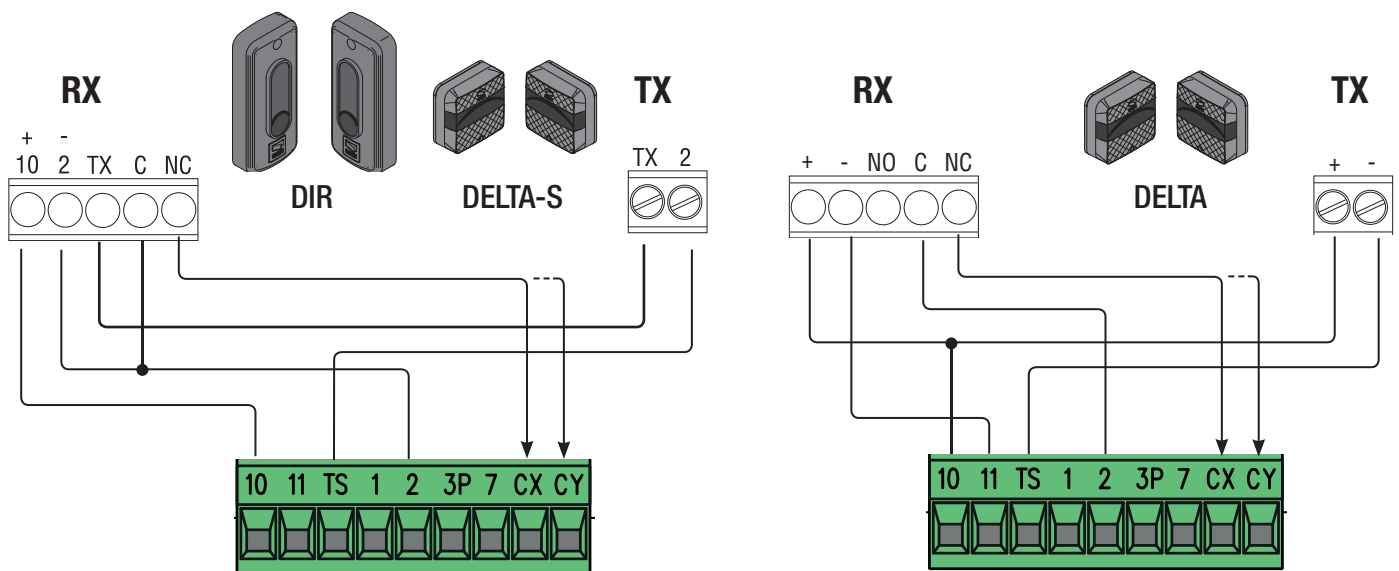 RX
TX
+ -
10 2 TX C NC
TX 2
DIR
DELTA-S
10 11 TS 1 2 3P 7 CX CY
RX
TX
+ - NO C NC
+ -
DELTA
10 11 TS 1 2 3P 7 CX CY